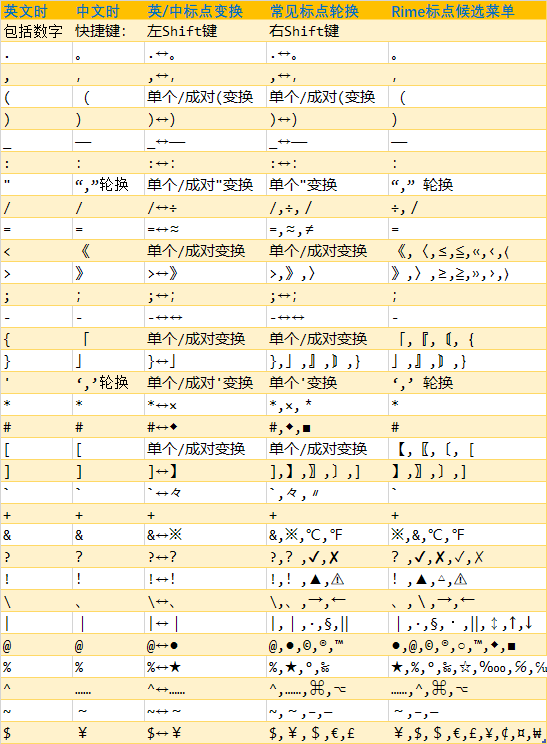 英文时 中文时 英/中标点变换 常见标点轮换 Rime标点候选菜单
包括数字 快捷键: 左Shift键 右Shift键
. 。 .↔。 .↔。 。
, ， ,↔， ,↔， ，
( （ 单个/成对(变换 单个/成对(变换 （
) ） )↔） )↔） ）
_ —— _↔—— _↔—— ——
: ： :↔： :↔： ：
" “,”轮换 单个/成对"变换 单个"变换 “,” 轮换
/ / /↔÷ /,÷,／ ÷,／
= = =↔≈ =,≈,≠ =
< 《 单个/成对变换 单个/成对变换 《,〈,≤,≦,«,‹,⟨
> 》 >↔》 >,》,〉 》,〉,≥,≧,»,›,⟩
; ； ;↔； ;↔； ；
- - -↔↔ -↔↔ -
{ 「 单个/成对变换 单个/成对变换 「,『,〘,｛
} 」 }↔」 },」,』,〙,｝ 」,』,〙,｝
' ‘,’轮换 单个/成对'变换 单个'变换 ‘,’ 轮换
* * *↔× *,×,＊ *
# # #↔◆ #,◆,■ #
[ [ 单个/成对变换 单个/成对变换 【,〖,〔,［
] ] ]↔】 ],】,〗,〕,］ 】,〗,〕,］
` ` `↔々 `,々,〃 `
+ + + + +
& & &↔※ &,※,℃,℉ ※,&,℃,℉
? ？ ?↔？ ?,？,✔,✘ ？,✔,✘,✓,✗
! ！ !↔！ !,！,▲,⚠ ！,▲,▵,⚠
\ 、 \↔、 \,、,→,← 、,＼,→,←
| ｜ |↔｜ |,｜,·,§,‖ ｜,·,§,・,‖,↕,↑,↓
@ @ @↔● @,●,©,®,™ ●,@,©,®,○,™,◆,■
% % %↔★ %,★,°,‰ ★,%,°,‰,☆,‱,℅,℆
^ …… ^↔…… ^,……,⌘,⌥ ……,^,⌘,⌥
~ ～ ~↔～ ~,～,–,— ～,–,—
$ ￥ $↔￥ $,￥,＄,€,£ ￥,$,＄,€,£,¥,¢,¤,₩